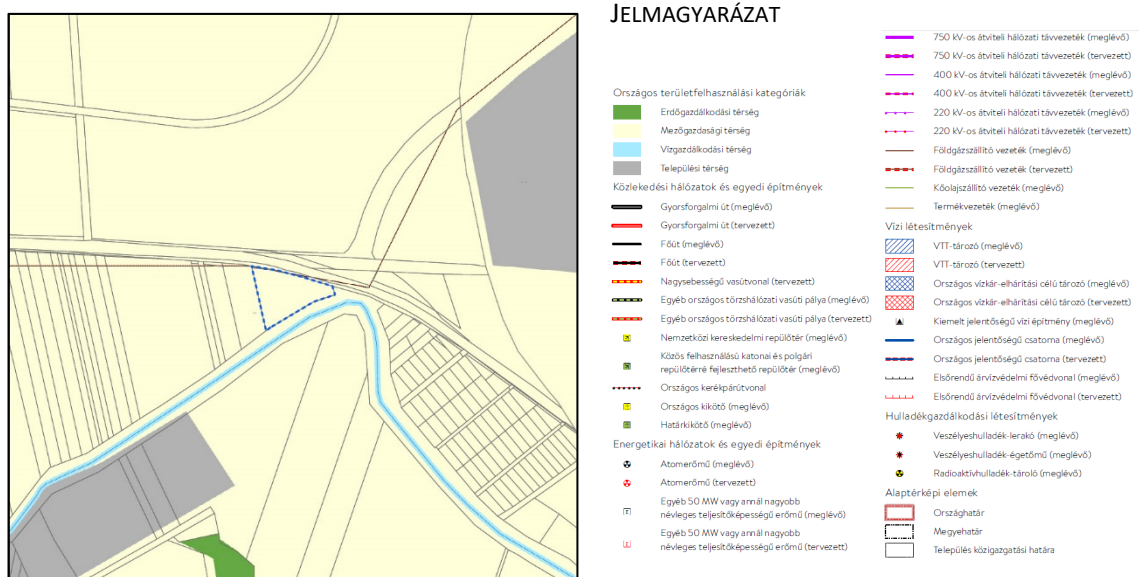 JELMAGYARÁZAT
Országos területfelhasználási kategóriák
Erdőgazdálkodási térség
Mezőgazdasági térség
Vízgazdálkodási térség
Települési térség
Közlekedési hálózatok és egyedi építmények
Gyorsforgalmi út (meglévő)
Gyorsforgalmi út (tervezett)
Főút (meglévő)
Főút (tervezett)
Nagysebességű vasútvonal (tervezett)
Egyéb országos törzshálózati vasúti pálya (meglévő)
Egyéb országos törzshálózati vasúti pálya (tervezett)
Nemzetközi kereskedelmi repülőtér (meglévő)
Közös felhasználású katonai és polgári
repülőtérré fejleszthető repülőtér (meglévő)
Országos kerékpárútvonal
Országos kikötő (meglévő)
Határkikötő (meglévő)
Energetikai hálózatok és egyedi építmények
Atomerőmű (meglévő)
Atomerőmű (tervezett)
Egyéb 50 MW vagy annál nagyobb
névleges teljesítőképességű erőmű (meglévő)
Egyéb 50 MW vagy annál nagyobb
névleges teljesítőképességű erőmű (tervezett)
750 kV-os átviteli hálózati távvezeték (meglévő)
750 kV-os átviteli hálózati távvezeték (tervezett)
400 kV-os átviteli hálózati távvezeték (meglévő)
400 kV-os átviteli hálózati távvezeték (tervezett)
220 kV-os átviteli hálózati távvezeték (meglévő)
220 kV-os átviteli hálózati távvezeték (tervezett)
Földgázszállító vezeték (meglévő)
Földgázszállító vezeték (tervezett)
Kőolajszállító vezeték (meglévő)
Termékvezeték (meglévő)
Vízi létesítmények
VTT-tározó (meglévő)
VTT-tározó (tervezett)
Országos vízkár-elhárítási célú tározó (meglévő)
Országos vízkár-elhárítási célú tározó (tervezett)
Kiemelt jelentőségű vízi építmény (meglévő)
Országos jelentőségű csatorna (meglévő)
Országos jelentőségű csatorna (tervezett)
Elsőrendű árvízvédelmi fővédvonal (meglévő)
Elsőrendű árvízvédelmi fővédvonal (tervezett)
Hulladékgazdálkodási létesítmények
Veszélyeshulladék-lerakó (meglévő)
Veszélyeshulladék-égetőmű (meglévő)
Radioaktívhulladék-tároló (meglévő)
Alaptérképi elemek
Országhatár
Megyehatár
Település közigazgatási határa